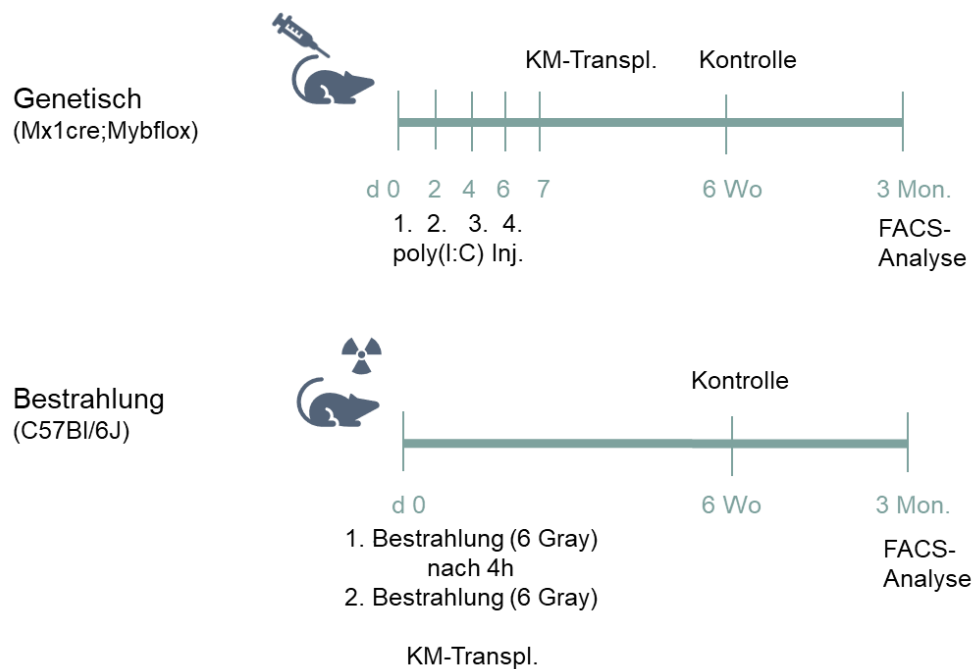 KM-Transpl. Kontrolle
Genetisch
(Mx1cre;Mybflox)
d 0 2 4 6 7 6 Wo 3 Mon.
1. 2. 3. 4.
poly(I:C) Inj.
FACS-
Analyse
Kontrolle
Bestrahlung
(C57Bl/6J)
d 0 6 Wo 3 Mon.
1. Bestrahlung (6 Gray)
nach 4h
2. Bestrahlung (6 Gray)
FACS-
Analyse
KM-Transpl.